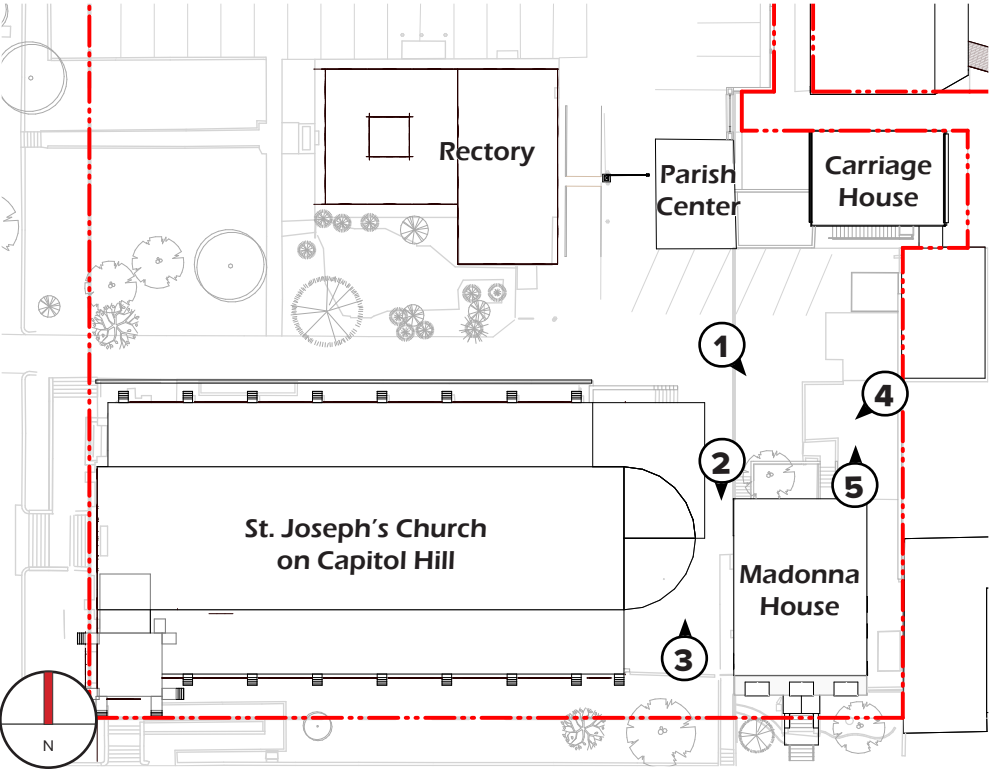 Rectory
Parish
Center
Carriage
House
1
4
2
5
St. Joseph's Church
on Capitol Hill
Madonna
House
3
N